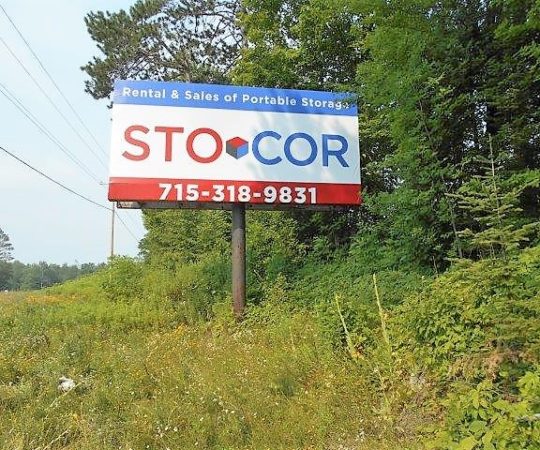 Rental & Sales of Portable Storage
STO COR
715-318-9831